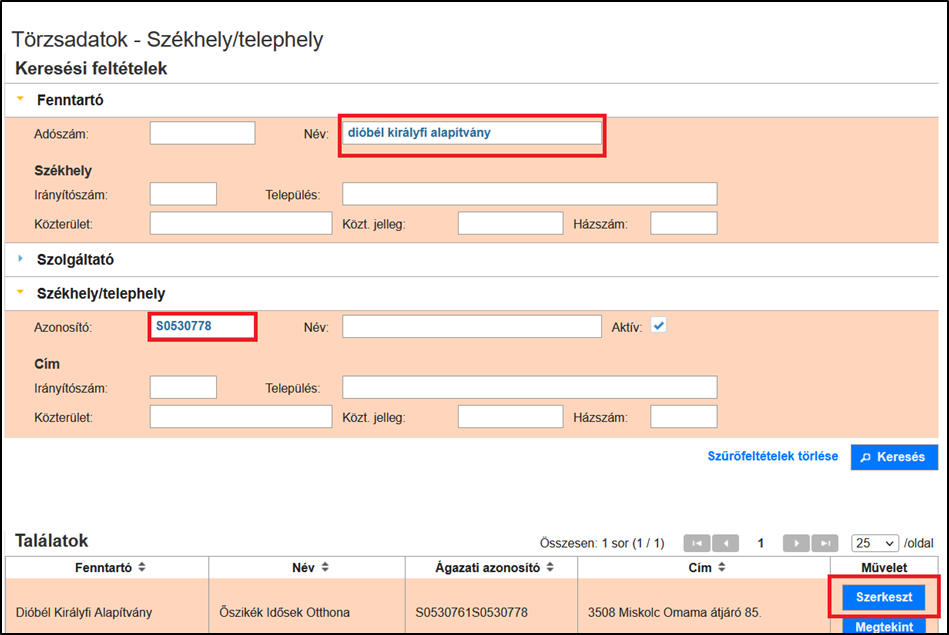 Törzsadatok - Székhely/telephely
Keresési feltételek
Fenntartó
Adószám: Név: dióbél királyfi alapítvány
Székhely
Irányítószám: Település:
Közterület: Közt. jelleg: Házszám:
Szolgáltató
Székhely/telephely
Azonosító: S0530778 Név: Aktív:
Cím
Irányítószám: Település:
Közterület: Közt. jelleg: Házszám:
Szűrőfeltételek törlése Keresés
Találatok Összesen: 1 sor (1 / 1) 1 25 /oldal
Fenntartó Név Ágazati azonosító Cím Művelet
Szerkeszt
Dióbél Királyfi Alapítvány Őszikék Idősek Otthona S0530761S0530778 3508 Miskolc Omama átjáró 85.
Megtekint